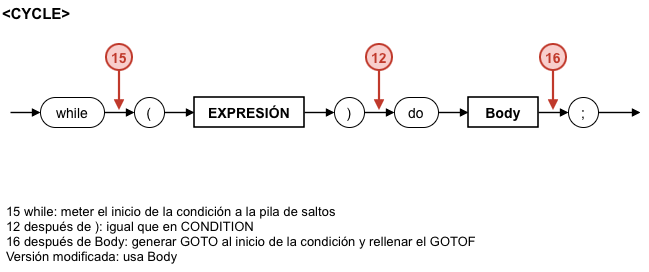 <CYCLE>
15 12 16
while ( EXPRESIÓN ) do Body ;
15 while: meter el inicio de la condición a la pila de saltos
12 después de ): igual que en CONDITION
16 después de Body: generar GOTO al inicio de la condición y rellenar el GOTOF
Versión modificada: usa Body